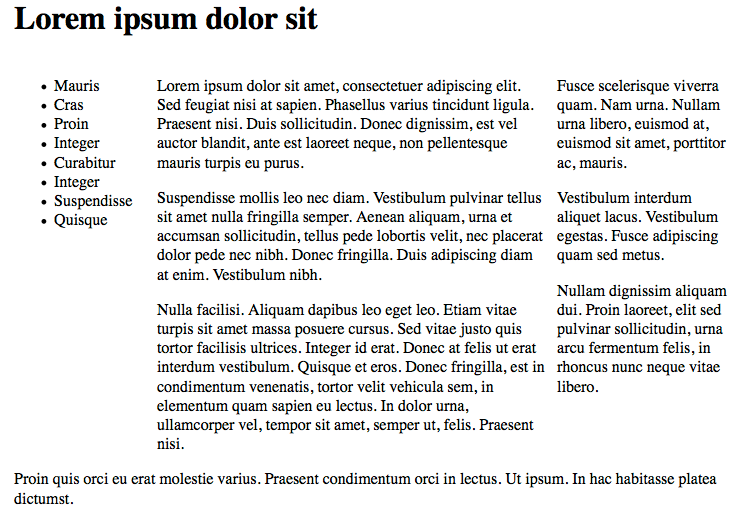 Lorem ipsum dolor sit
Mauris
Cras
Proin
Integer
Curabitur
Integer
Suspendisse
Quisque
Lorem ipsum dolor sit amet, consectetuer adipiscing elit.
Sed feugiat nisi at sapien. Phasellus varius tincidunt ligula.
Praesent nisi. Duis sollicitudin. Donec dignissim, est vel
auctor blandit, ante est laoreet neque, non pellentesque
mauris turpis eu purus.
Suspendisse mollis leo nec diam. Vestibulum pulvinar tellus
sit amet nulla fringilla semper. Aenean aliquam, urna et
accumsan sollicitudin, tellus pede lobortis velit, nec placerat
dolor pede nec nibh. Donec fringilla. Duis adipiscing diam
at enim. Vestibulum nibh.
Nulla facilisi. Aliquam dapibus leo eget leo. Etiam vitae
turpis sit amet massa posuere cursus. Sed vitae justo quis
tortor facilisis ultrices. Integer id erat. Donec at felis ut erat
interdum vestibulum. Quisque et eros. Donec fringilla, est in
condimentum venenatis, tortor velit vehicula sem, in
elementum quam sapien eu lectus. In dolor urna,
ullamcorper vel, tempor sit amet, semper ut, felis. Praesent
nisi.
Fusce scelerisque viverra
quam. Nam urna. Nullam
urna libero, euismod at,
euismod sit amet, porttitor
ac, mauris.
Vestibulum interdum
aliquet lacus. Vestibulum
egestas. Fusce adipiscing
quam sed metus.
Nullam dignissim aliquam
dui. Proin laoreet, elit sed
pulvinar sollicitudin, urna
arcu fermentum felis, in
rhoncus nunc neque vitae
libero.
Proin quis orci eu erat molestie varius. Praesent condimentum orci in lectus. Ut ipsum. In hac habitasse platea
dictumst.